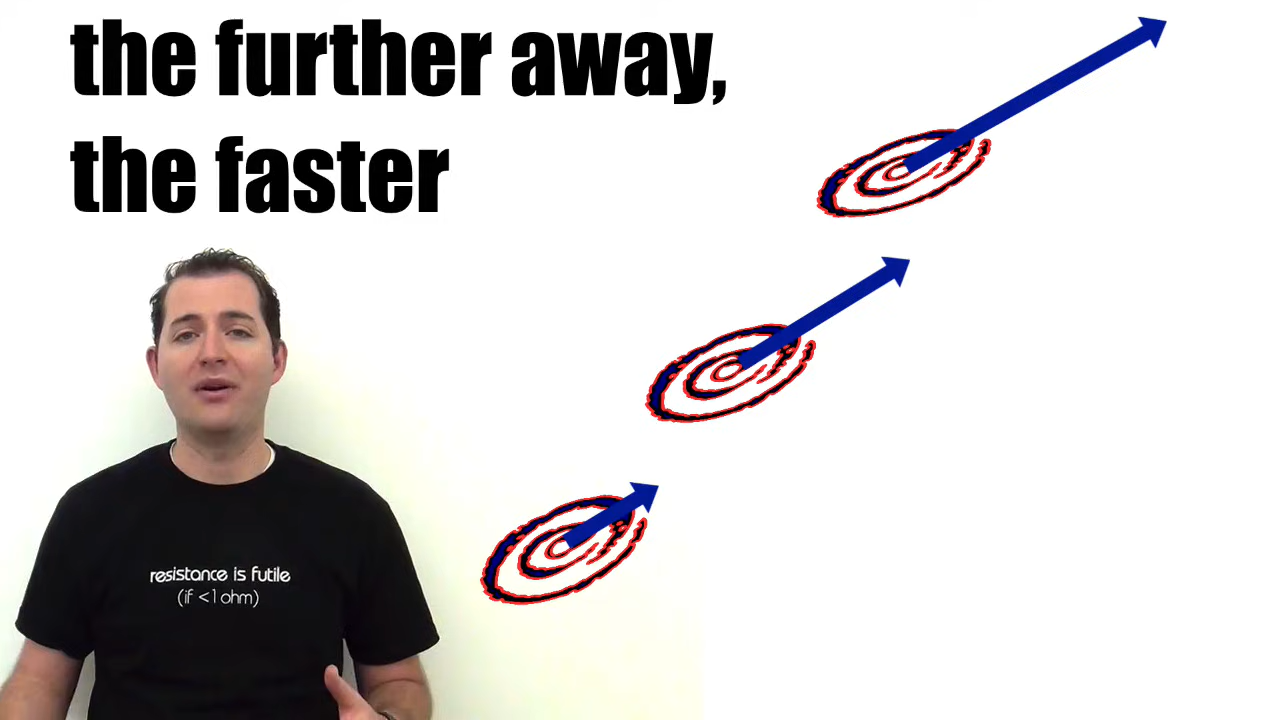 the further away,
the faster
resistance is futile
(if <1 ohm)